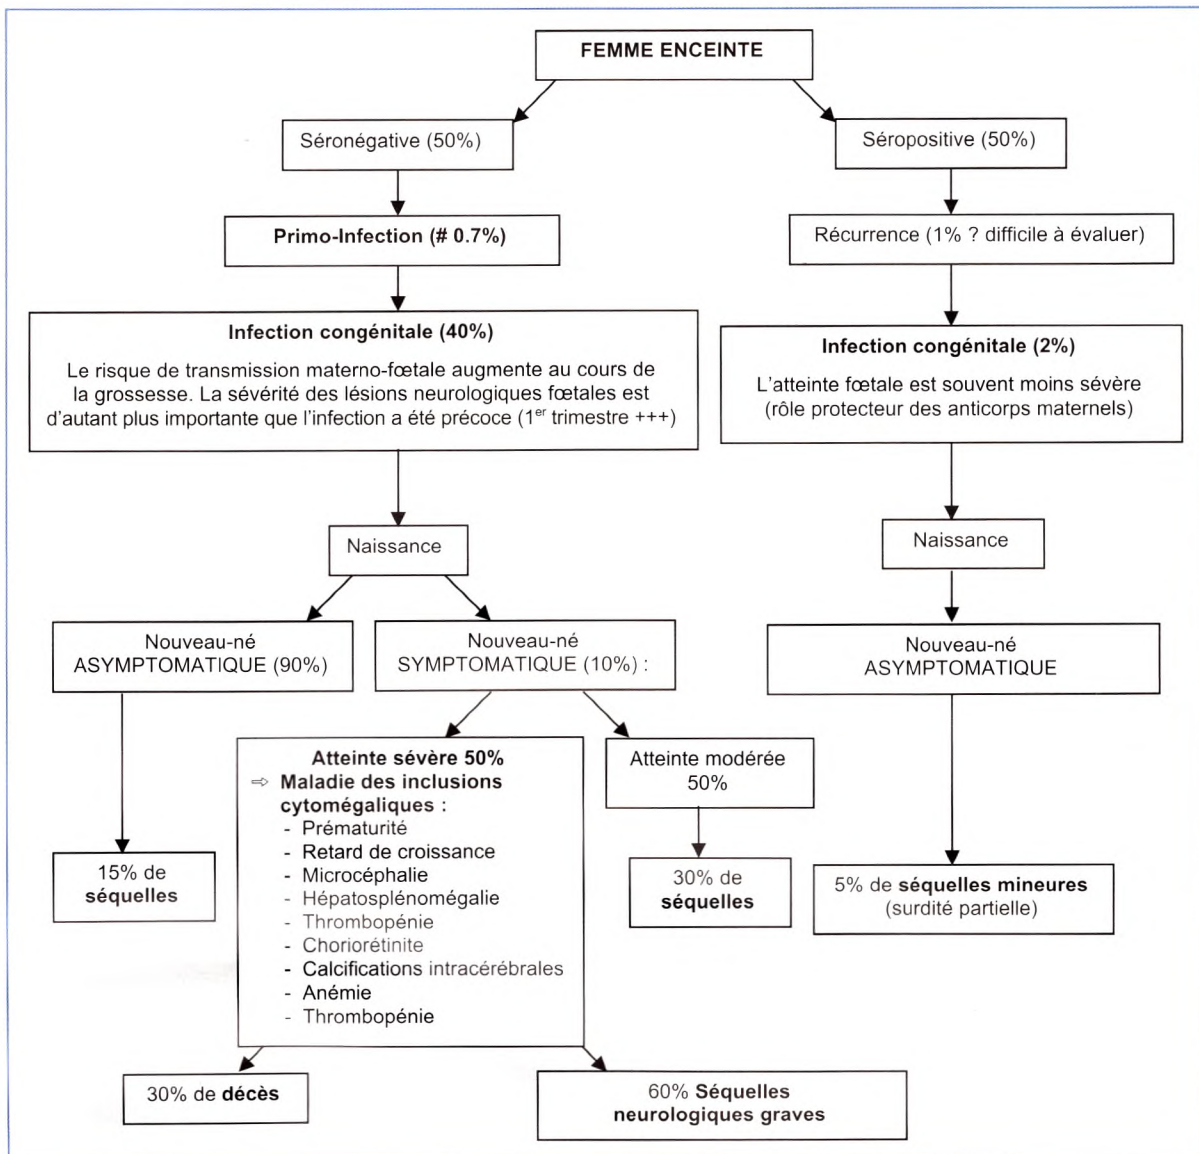 FEMME ENCEINTE
Séronégative (50%)
Séropositive (50%)
Primo-Infection (# 0.7%)
Récurrence (1% ? difficile à évaluer)
Infection congénitale (40%)
Le risque de transmission materno-fœtale augmente au cours de
la grossesse. La sévérité des lésions neurologiques fœtales est
d'autant plus importante que l'infection a été précoce (1er trimestre +++)
Infection congénitale (2%)
L'atteinte fœtale est souvent moins sévère
(rôle protecteur des anticorps maternels)
Naissance
Naissance
Nouveau-né
ASYMPTOMATIQUE (90%)
Nouveau-né
SYMPTOMATIQUE (10%) :
Nouveau-né
ASYMPTOMATIQUE
Atteinte sévère 50%
⇨ Maladie des inclusions
cytomégaliques :
- Prématurité
- Retard de croissance
- Microcéphalie
- Hépatosplénomégalie
- Thrombopénie
- Choriorétinite
- Calcifications intracérébrales
- Anémie
- Thrombopénie
Atteinte modérée
50%
15% de
séquelles
30% de
séquelles
5% de séquelles mineures
(surdité partielle)
30% de décès
60% Séquelles
neurologiques graves